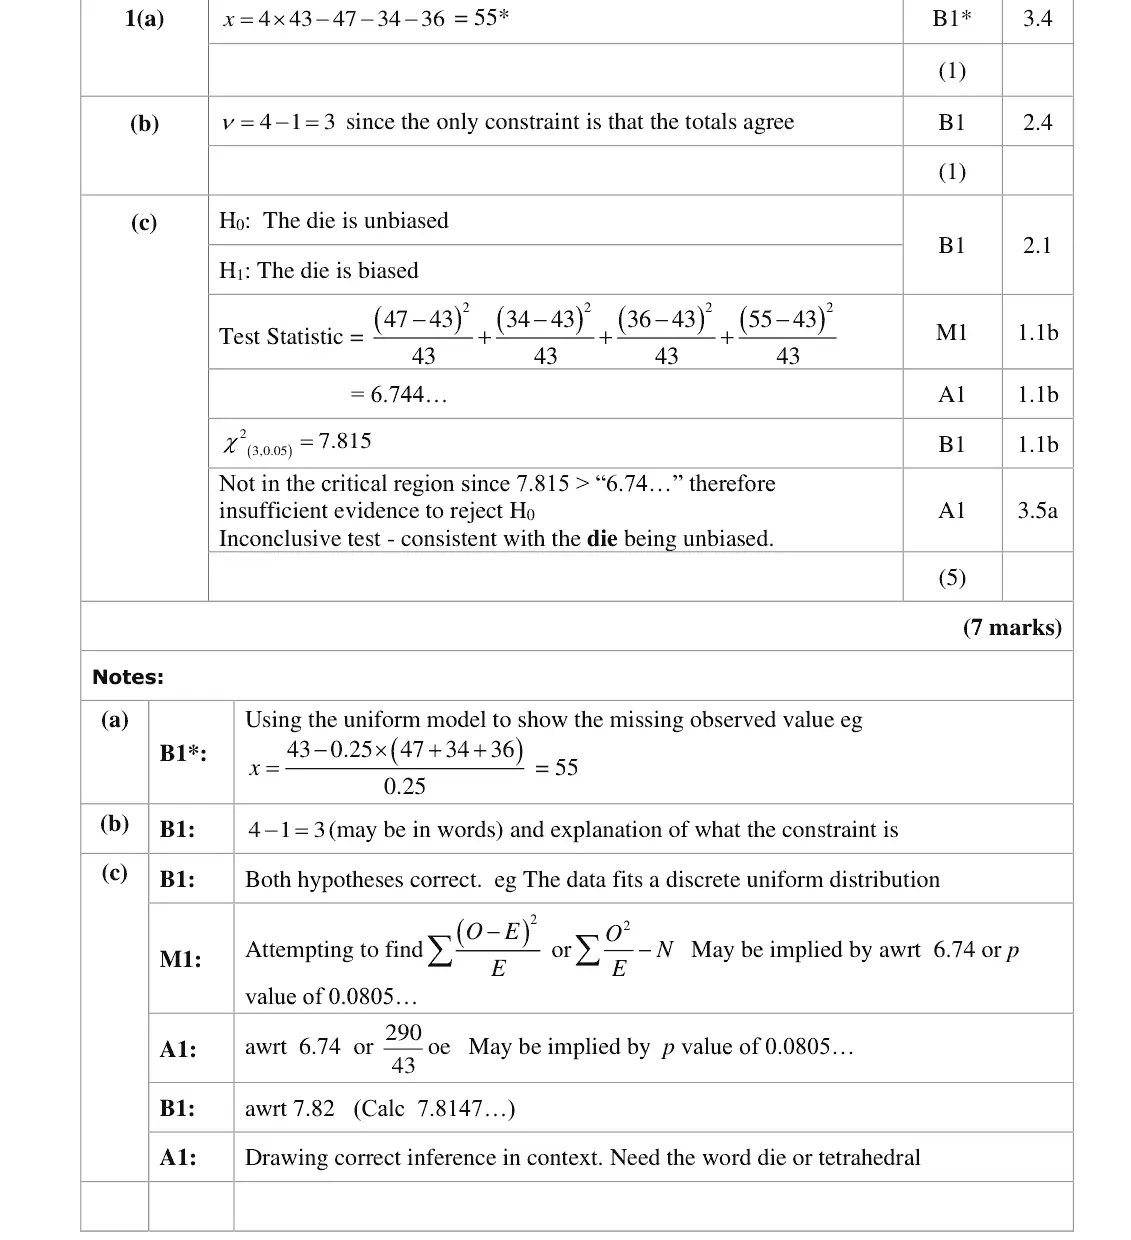 1(a) x = 4×43−47−34−36 = 55* B1* 3.4
(1)
(b) ν = 4−1=3 since the only constraint is that the totals agree B1 2.4
(1)
(c) H₀: The die is unbiased
B1 2.1
H₁: The die is biased
Test Statistic = (47−43)²/43 + (34−43)²/43 + (36−43)²/43 + (55−43)²/43 M1 1.1b
= 6.744… A1 1.1b
χ²(3,0.05) = 7.815 B1 1.1b
Not in the critical region since 7.815 > “6.74…” therefore
insufficient evidence to reject H₀ A1 3.5a
Inconclusive test - consistent with the die being unbiased.
(5)
(7 marks)
Notes:
(a) Using the uniform model to show the missing observed value eg
B1*: x = (43−0.25×(47+34+36))/0.25 = 55
(b) B1: 4−1=3 (may be in words) and explanation of what the constraint is
(c) B1: Both hypotheses correct. eg The data fits a discrete uniform distribution
M1: Attempting to find ∑(O−E)²/E or ∑O²/E − N May be implied by awrt 6.74 or p
value of 0.0805…
A1: awrt 6.74 or 290/43 oe May be implied by p value of 0.0805…
B1: awrt 7.82 (Calc 7.8147…)
A1: Drawing correct inference in context. Need the word die or tetrahedral